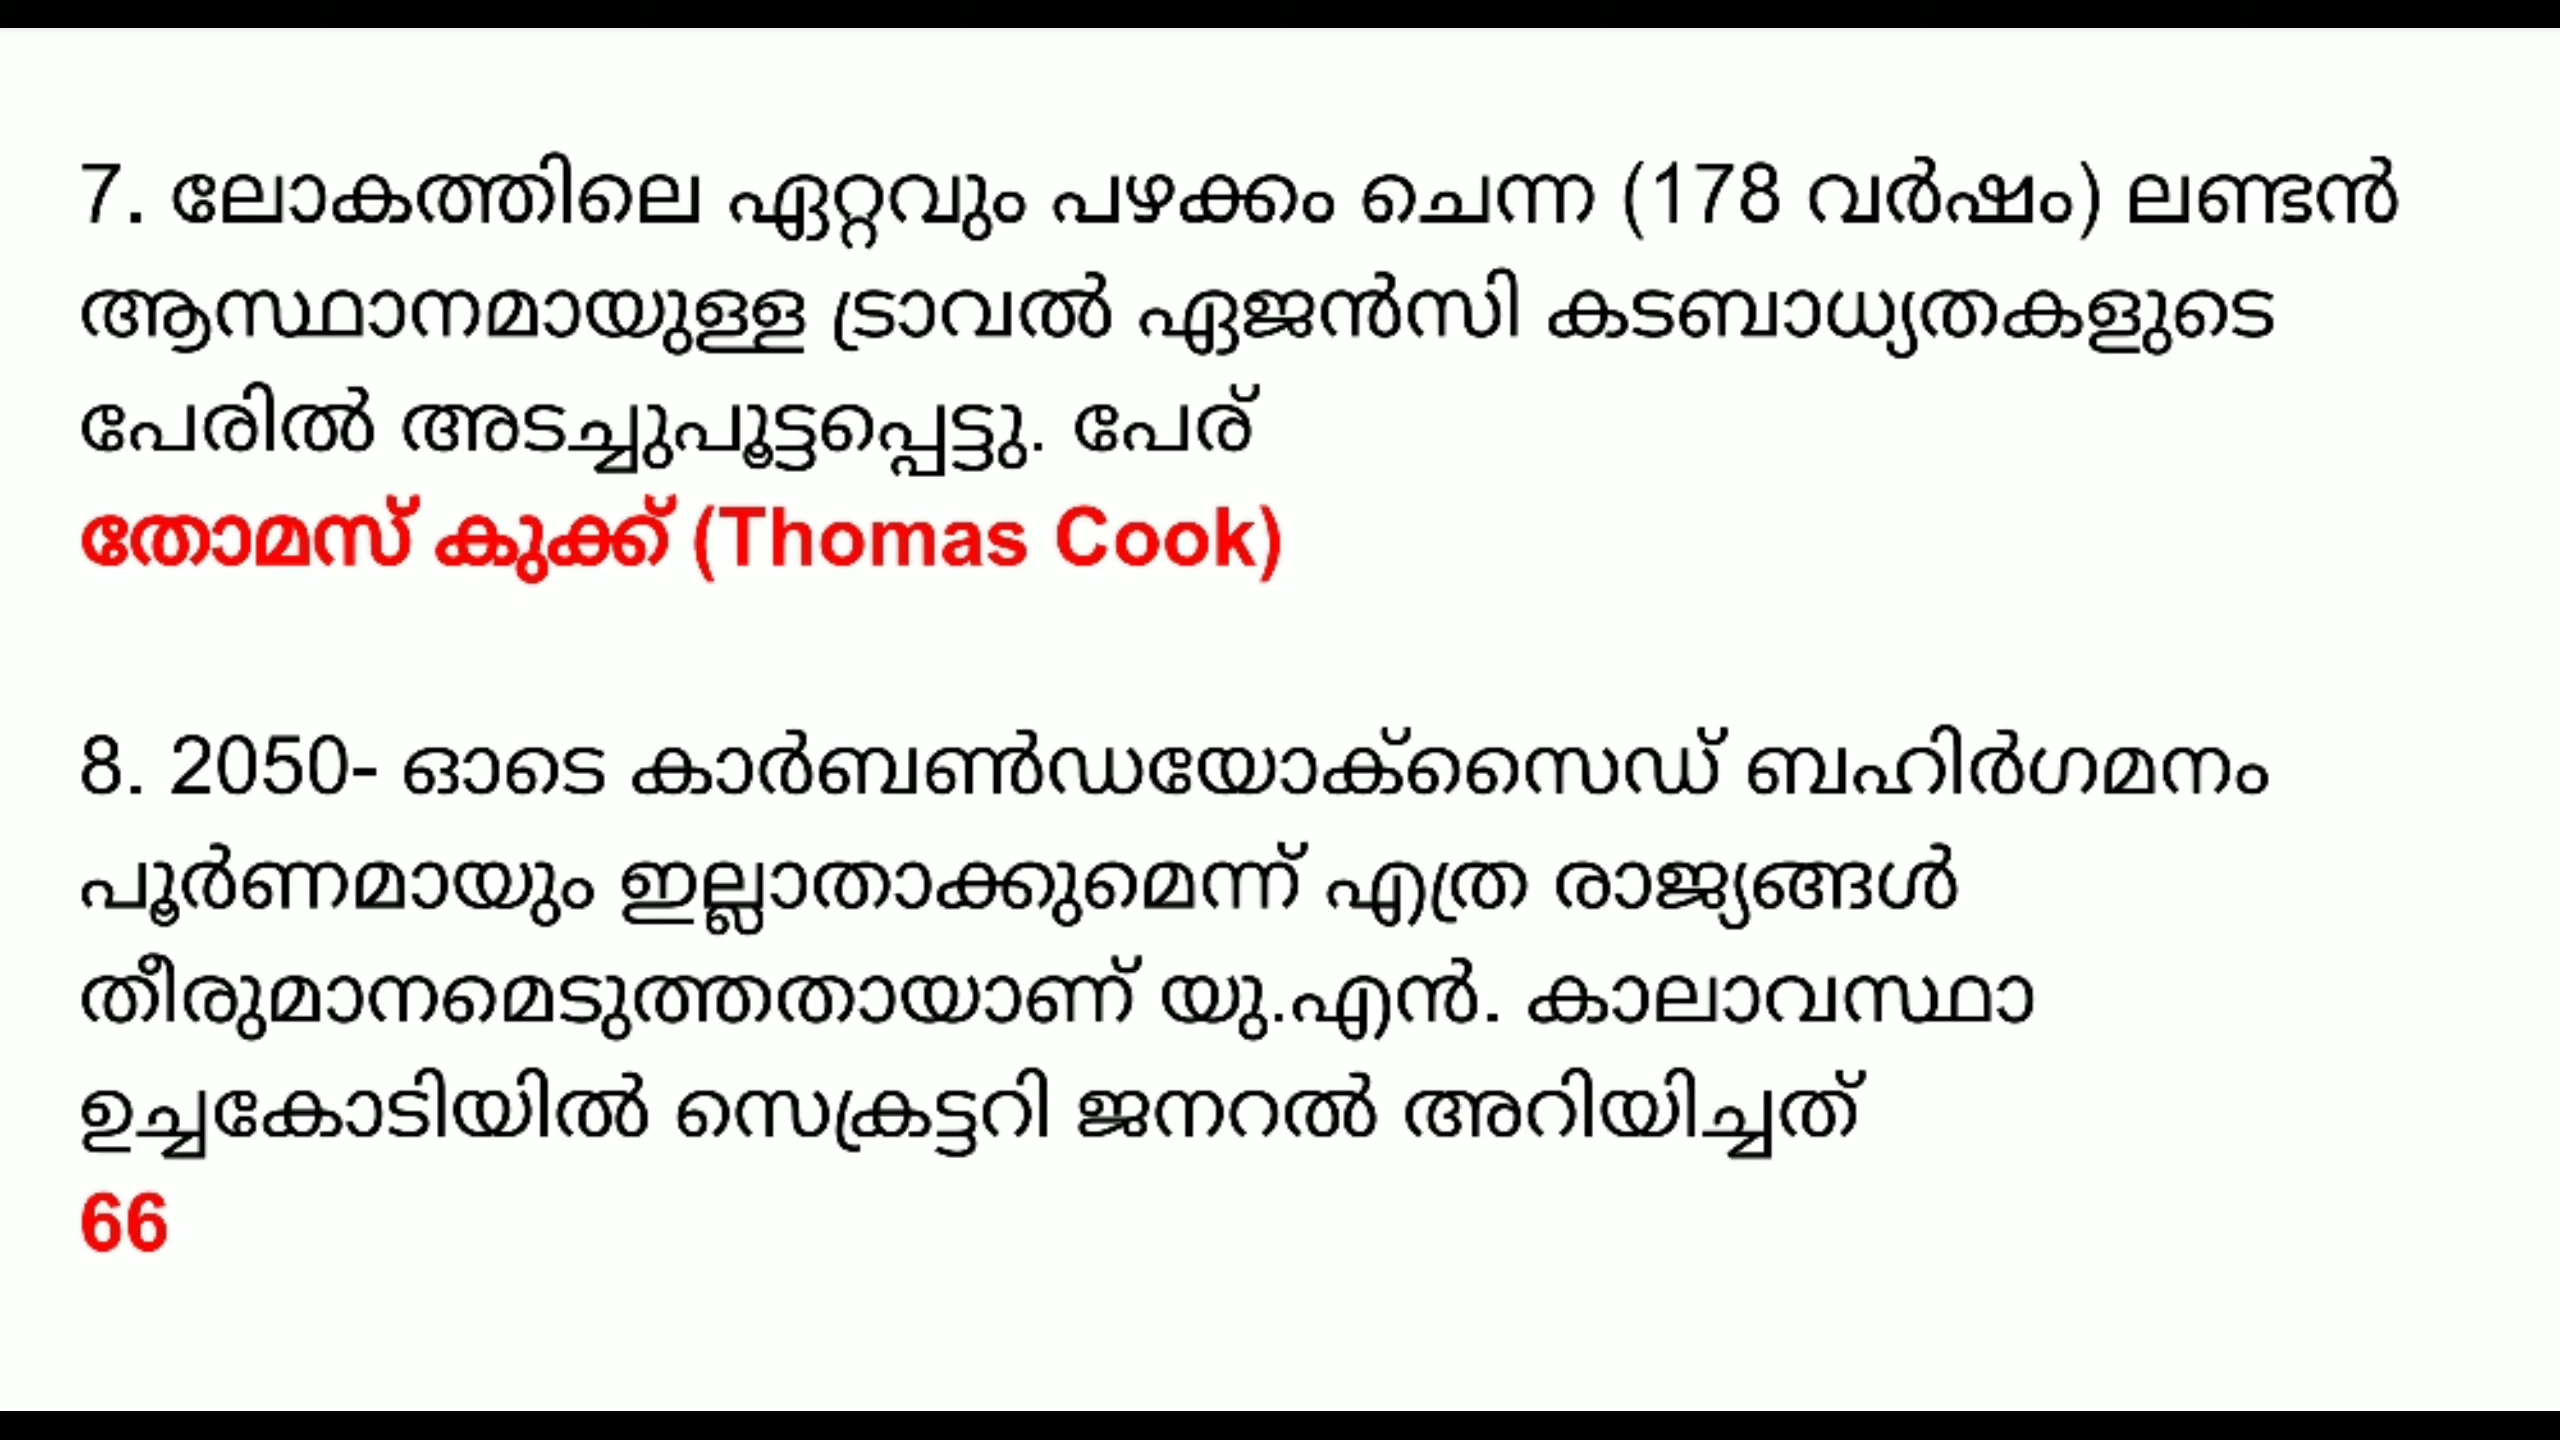 7. ലോകത്തിലെ ഏറ്റവും പഴക്കം ചെന്ന (178 വർഷം) ലണ്ടൻ
ആസ്ഥാനമായുള്ള ട്രാവൽ ഏജൻസി കടബാധ്യതകളുടെ
പേരിൽ അടച്ചുപൂട്ടപ്പെട്ടു. പേര്
തോമസ് കുക്ക് (Thomas Cook)
8. 2050- ഓടെ കാർബൺഡയോക്സൈഡ് ബഹിർഗമനം
പൂർണമായും ഇല്ലാതാക്കുമെന്ന് എത്ര രാജ്യങ്ങൾ
തീരുമാനമെടുത്തതായാണ് യു.എൻ. കാലാവസ്ഥാ
ഉച്ചകോടിയിൽ സെക്രട്ടറി ജനറൽ അറിയിച്ചത്
66